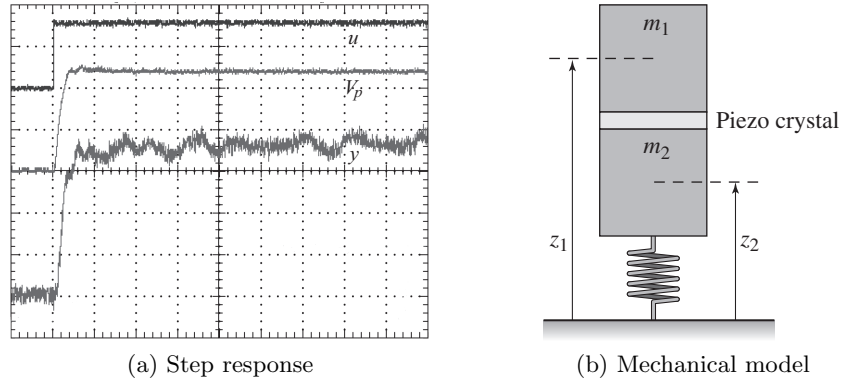 u
V_p
y
(a) Step response
m_1
Piezo crystal
m_2
z_1
z_2
(b) Mechanical model